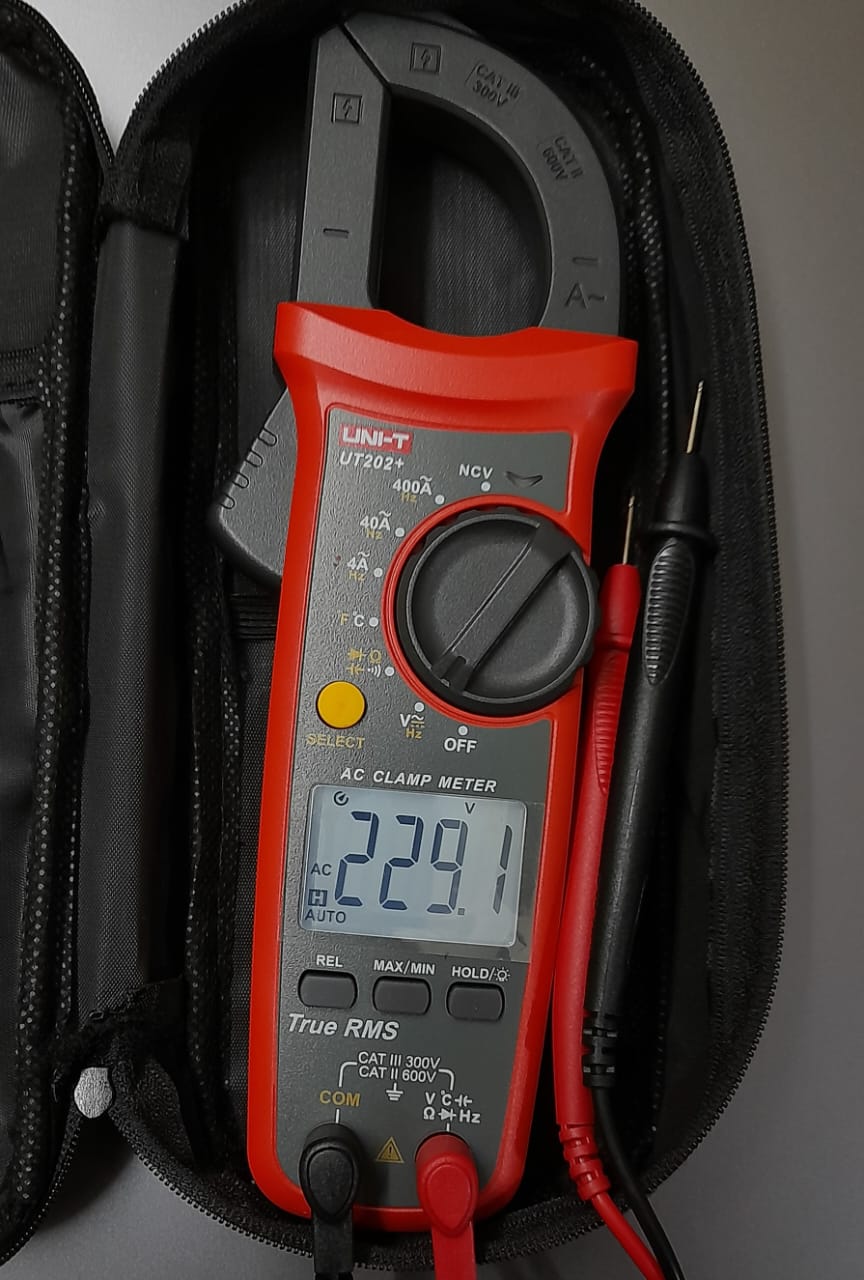 CAT III
300V
CAT II
600V
A~
UNI-T
UT202+
NCV
400A~
Hz
40A~
Hz
4A~
Hz
°F°C
Ω
V
Hz
OFF
SELECT
AC CLAMP METER
V
229.1
AC
H
AUTO
REL
MAX/MIN
HOLD/
True RMS
CAT III 300V
CAT II 600V
COM
V °C
Ω Hz